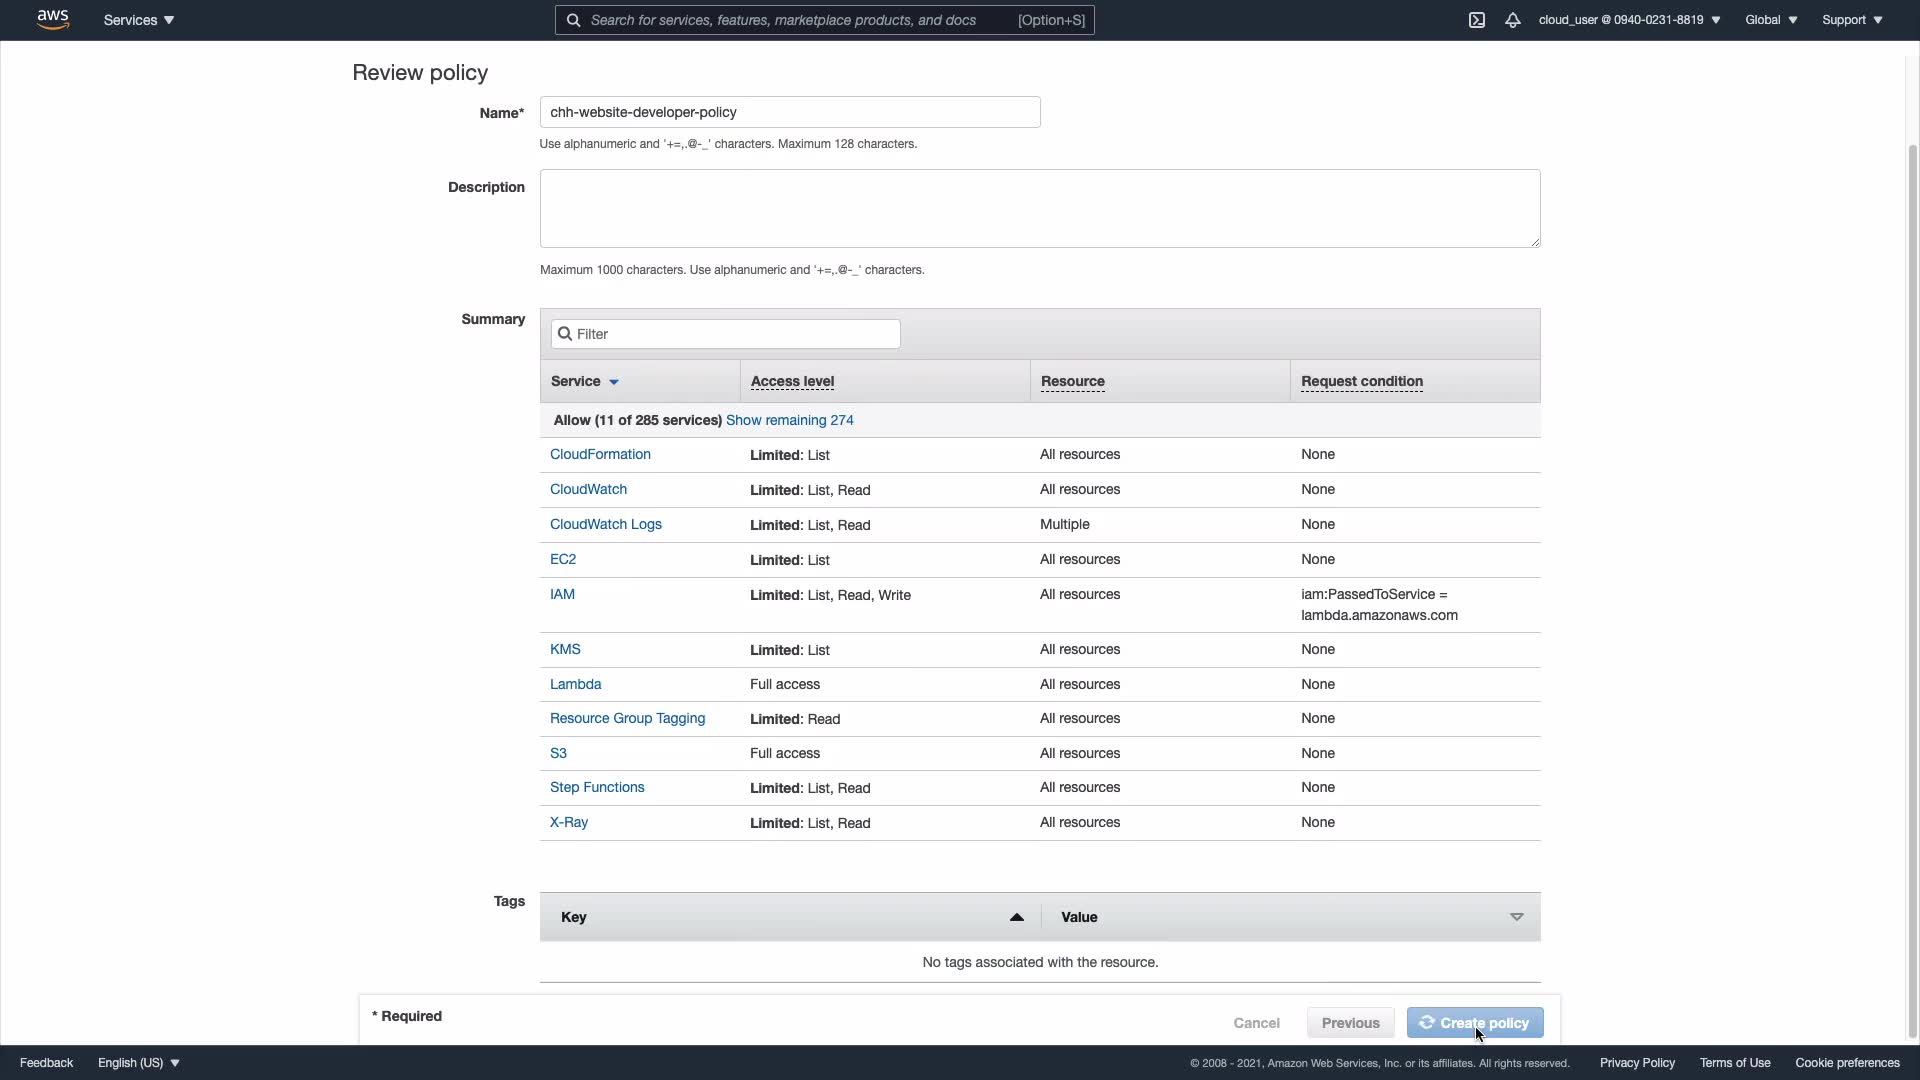 aws Services Search for services, features, marketplace products, and docs [Option+S] cloud_user @ 0940-0231-8819 Global Support
Review policy
Name* chh-website-developer-policy
Use alphanumeric and '+=,.@-_' characters. Maximum 128 characters.
Description
Maximum 1000 characters. Use alphanumeric and '+=,.@-_' characters.
Summary Filter
Service Access level Resource Request condition
Allow (11 of 285 services) Show remaining 274
CloudFormation Limited: List All resources None
CloudWatch Limited: List, Read All resources None
CloudWatch Logs Limited: List, Read Multiple None
EC2 Limited: List All resources None
IAM Limited: List, Read, Write All resources iam:PassedToService =
lambda.amazonaws.com
KMS Limited: List All resources None
Lambda Full access All resources None
Resource Group Tagging Limited: Read All resources None
S3 Full access All resources None
Step Functions Limited: List, Read All resources None
X-Ray Limited: List, Read All resources None
Tags Key Value
No tags associated with the resource.
* Required Cancel Previous Create policy
Feedback English (US) © 2008 - 2021, Amazon Web Services, Inc. or its affiliates. All rights reserved. Privacy Policy Terms of Use Cookie preferences